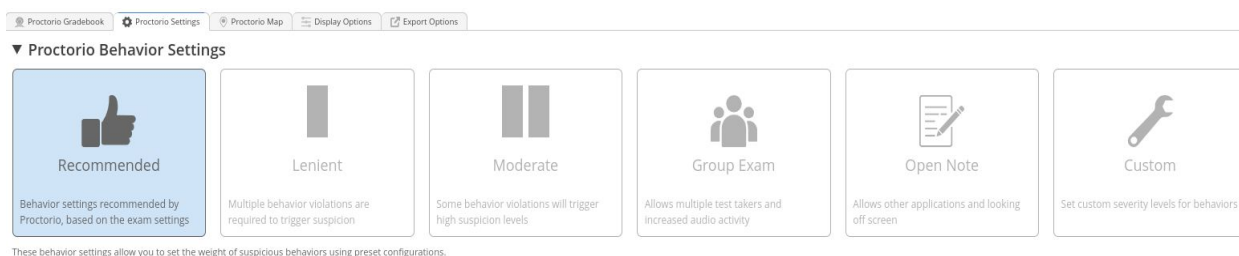 Proctorio Gradebook Proctorio Settings Proctorio Map Display Options Export Options
▼ Proctorio Behavior Settings
Recommended
Behavior settings recommended by
Proctorio, based on the exam settings
Lenient
Multiple behavior violations are
required to trigger suspicion
Moderate
Some behavior violations will trigger
high suspicion levels
Group Exam
Allows multiple test takers and
increased audio activity
Open Note
Allows other applications and looking
off screen
Custom
Set custom severity levels for behaviors
These behavior settings allow you to set the weight of suspicious behaviors using preset configurations.